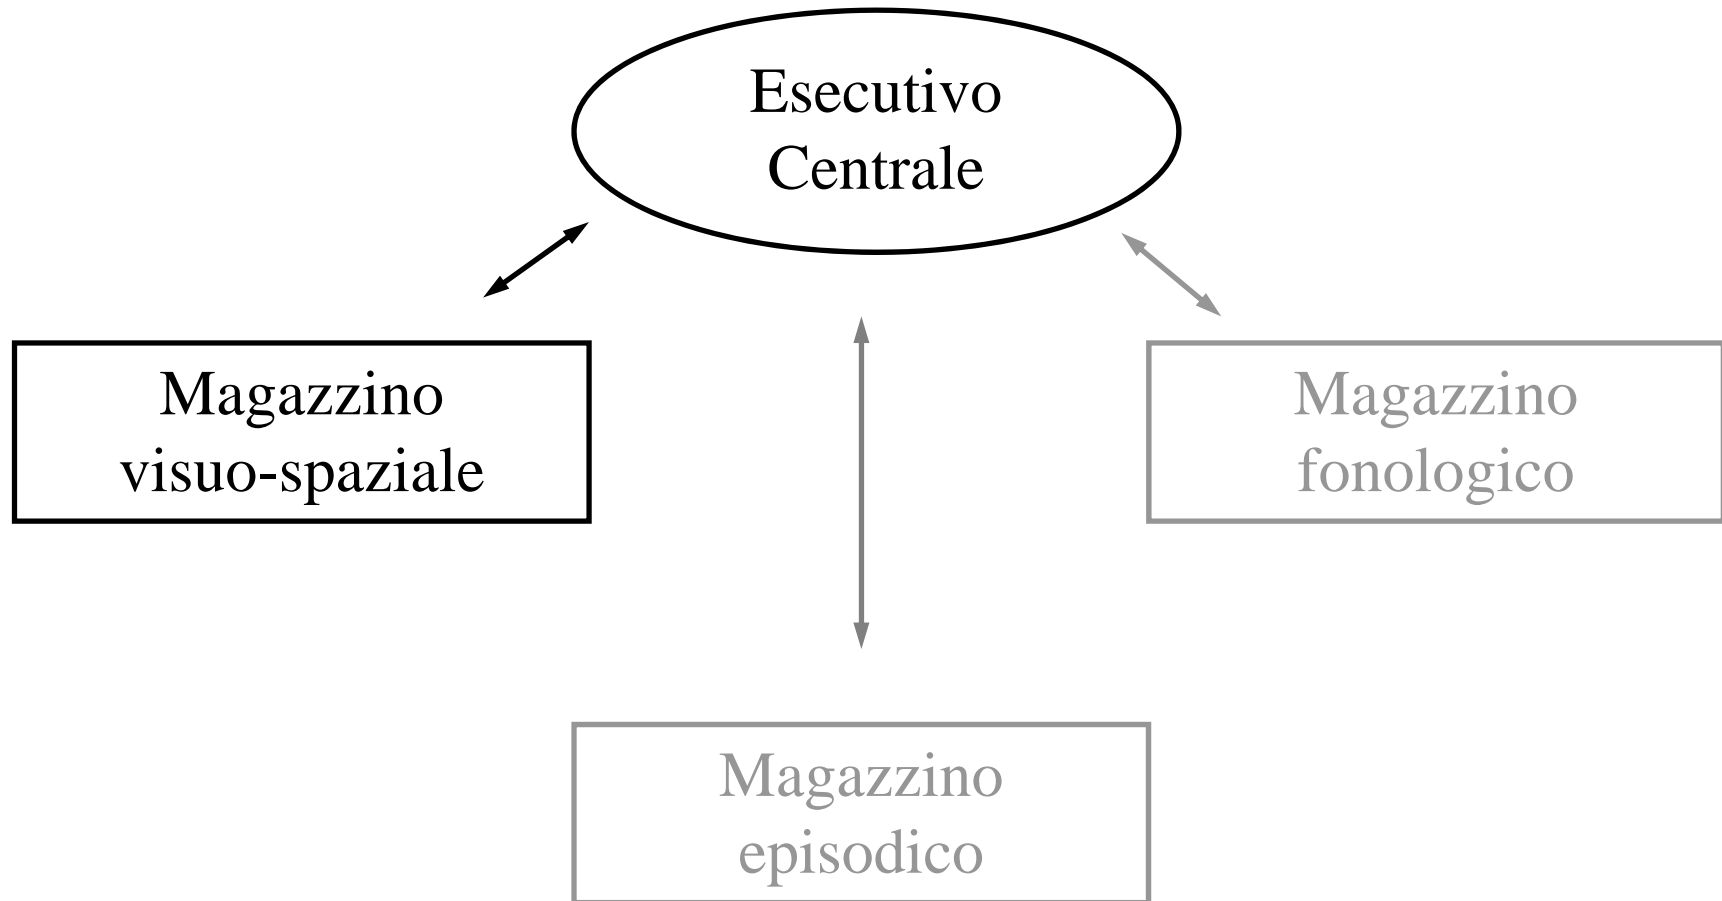 Esecutivo
Centrale
Magazzino
visuo-spaziale
Magazzino
fonologico
Magazzino
episodico